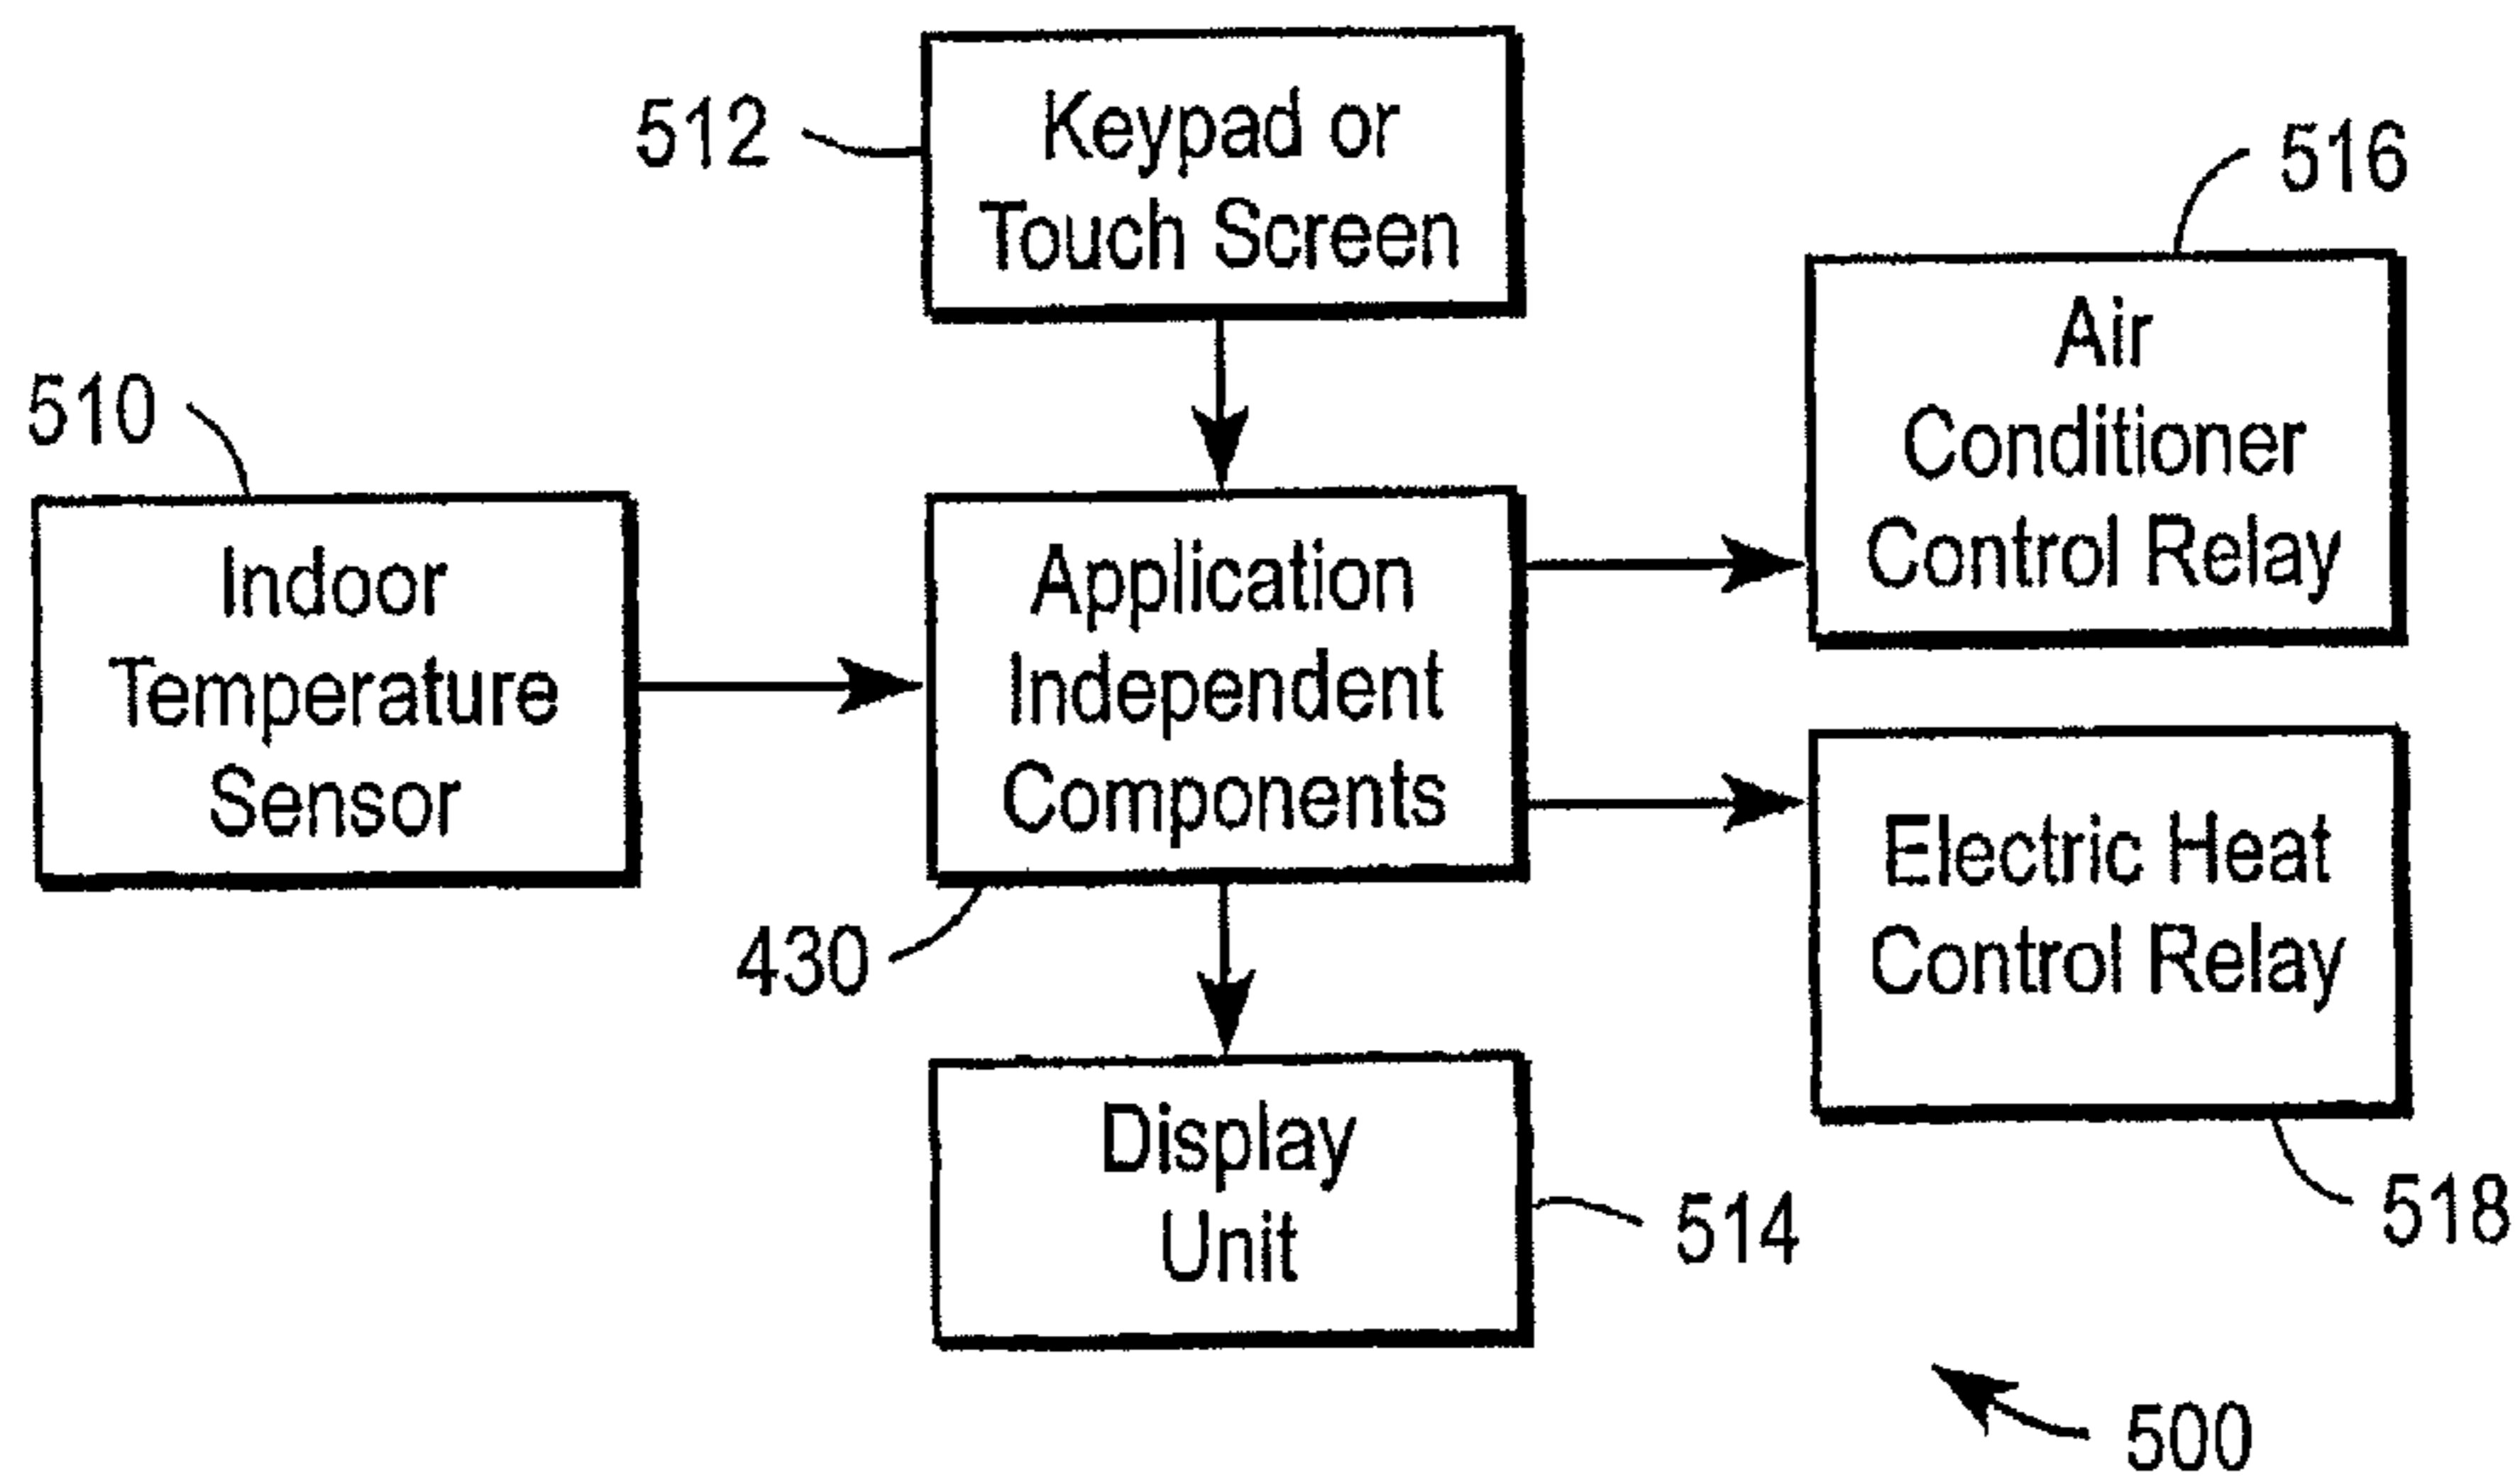 512
Keypad or
Touch Screen
516
Air
Conditioner
Control Relay
510
Indoor
Temperature
Sensor
Application
Independent
Components
430
Electric Heat
Control Relay
518
Display
Unit
514
500